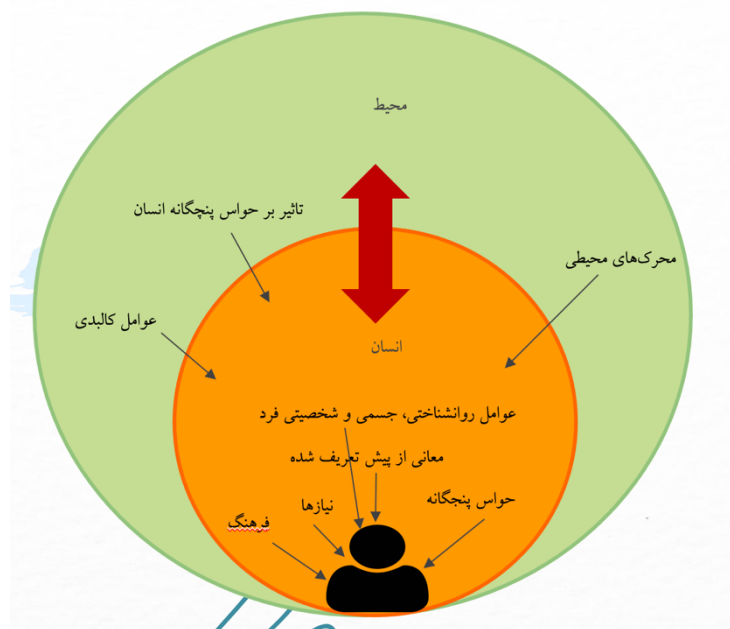 محیط
تاثیر بر حواس پنچگانه انسان
محرک‌های محیطی
عوامل کالبدی
انسان
عوامل روانشناختی، جسمی و شخصیتی فرد
معانی از پیش تعریف شده
حواس پنجگانه
نیازها
فرهنگ